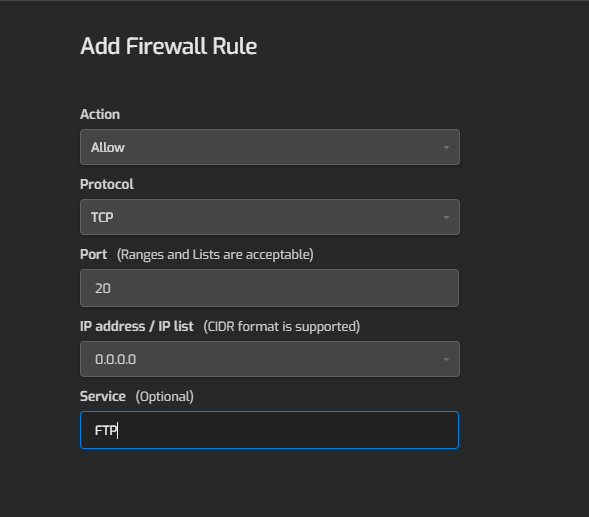 Add Firewall Rule
Action
Allow
Protocol
TCP
Port (Ranges and Lists are acceptable)
20
IP address / IP list (CIDR format is supported)
0.0.0.0
Service (Optional)
FTP